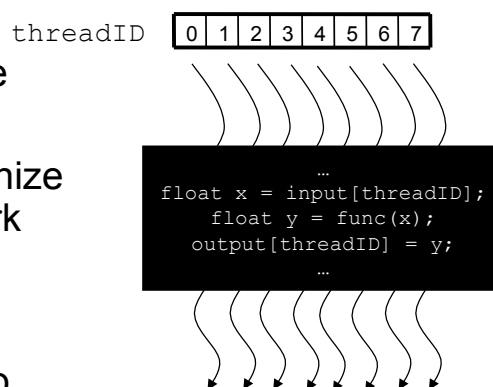 threadID 0 1 2 3 4 5 6 7
…
float x = input[threadID];
float y = func(x);
output[threadID] = y;
…